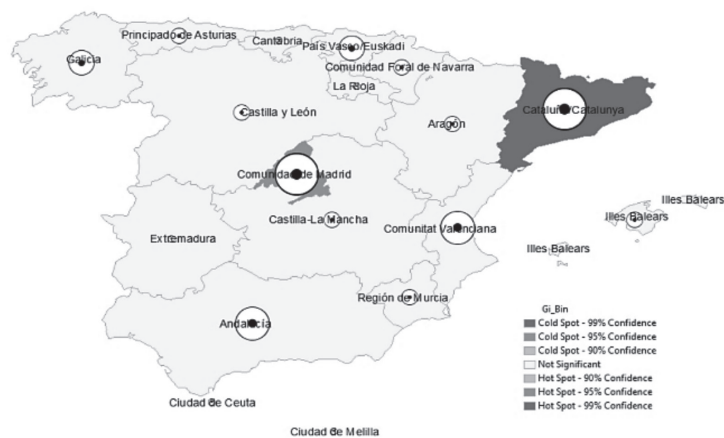 Principado de Asturias
Cantabria
País Vasco/Euskadi
Galicia
Comunidad Foral de Navarra
La Rioja
Castilla y León
Aragón
Cataluña/Catalunya
Comunidad de Madrid
Castilla-La Mancha
Comunitat Valenciana
Illes Balears
Illes Balears
Illes Balears
Extremadura
Región de Murcia
Andalucía
Ciudad de Ceuta
Ciudad de Melilla
Gi_Bin
Cold Spot - 99% Confidence
Cold Spot - 95% Confidence
Cold Spot - 90% Confidence
Not Significant
Hot Spot - 90% Confidence
Hot Spot - 95% Confidence
Hot Spot - 99% Confidence